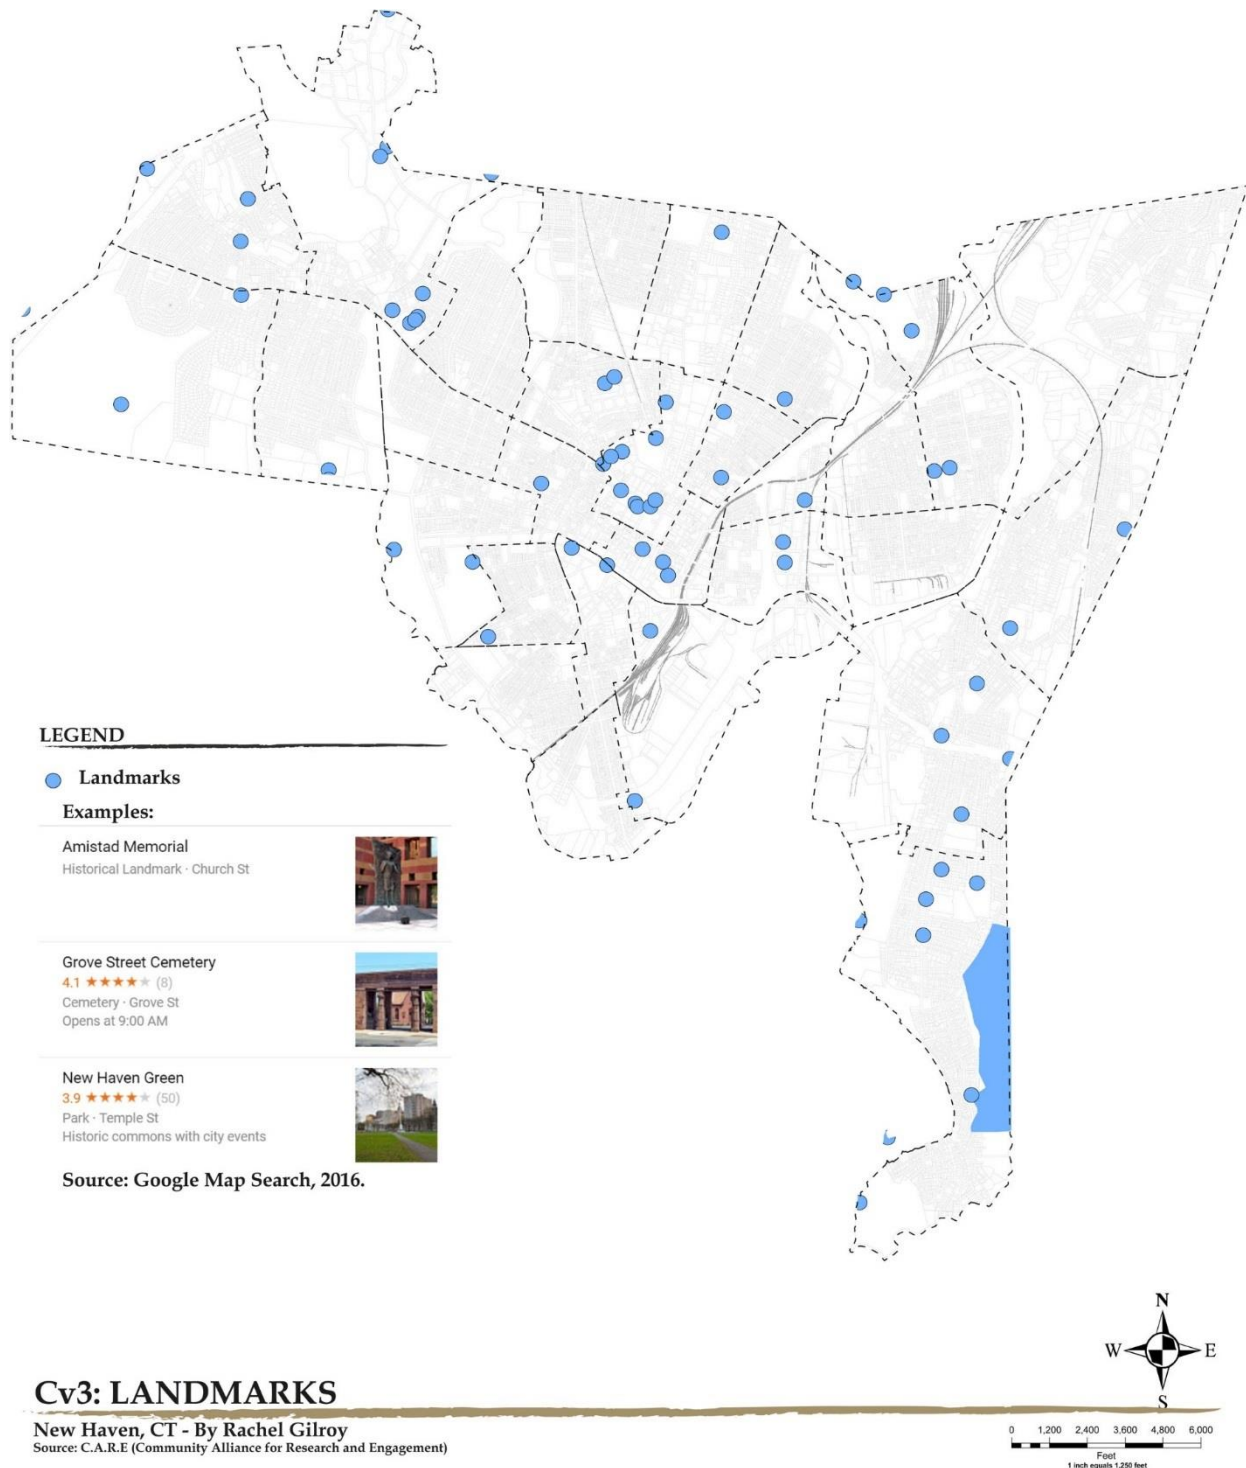 LEGEND
Landmarks
Examples:
Amistad Memorial
Historical Landmark · Church St
Grove Street Cemetery
4.1 ★★★★★ (8)
Cemetery · Grove St
Opens at 9:00 AM
New Haven Green
3.9 ★★★★★ (50)
Park · Temple St
Historic commons with city events
Source: Google Map Search, 2016.
N
W E
S
Cv3: LANDMARKS
New Haven, CT - By Rachel Gilroy
Source: C.A.R.E (Community Alliance for Research and Engagement)
0 1,200 2,400 3,600 4,800 6,000
Feet
1 inch equals 1,250 feet